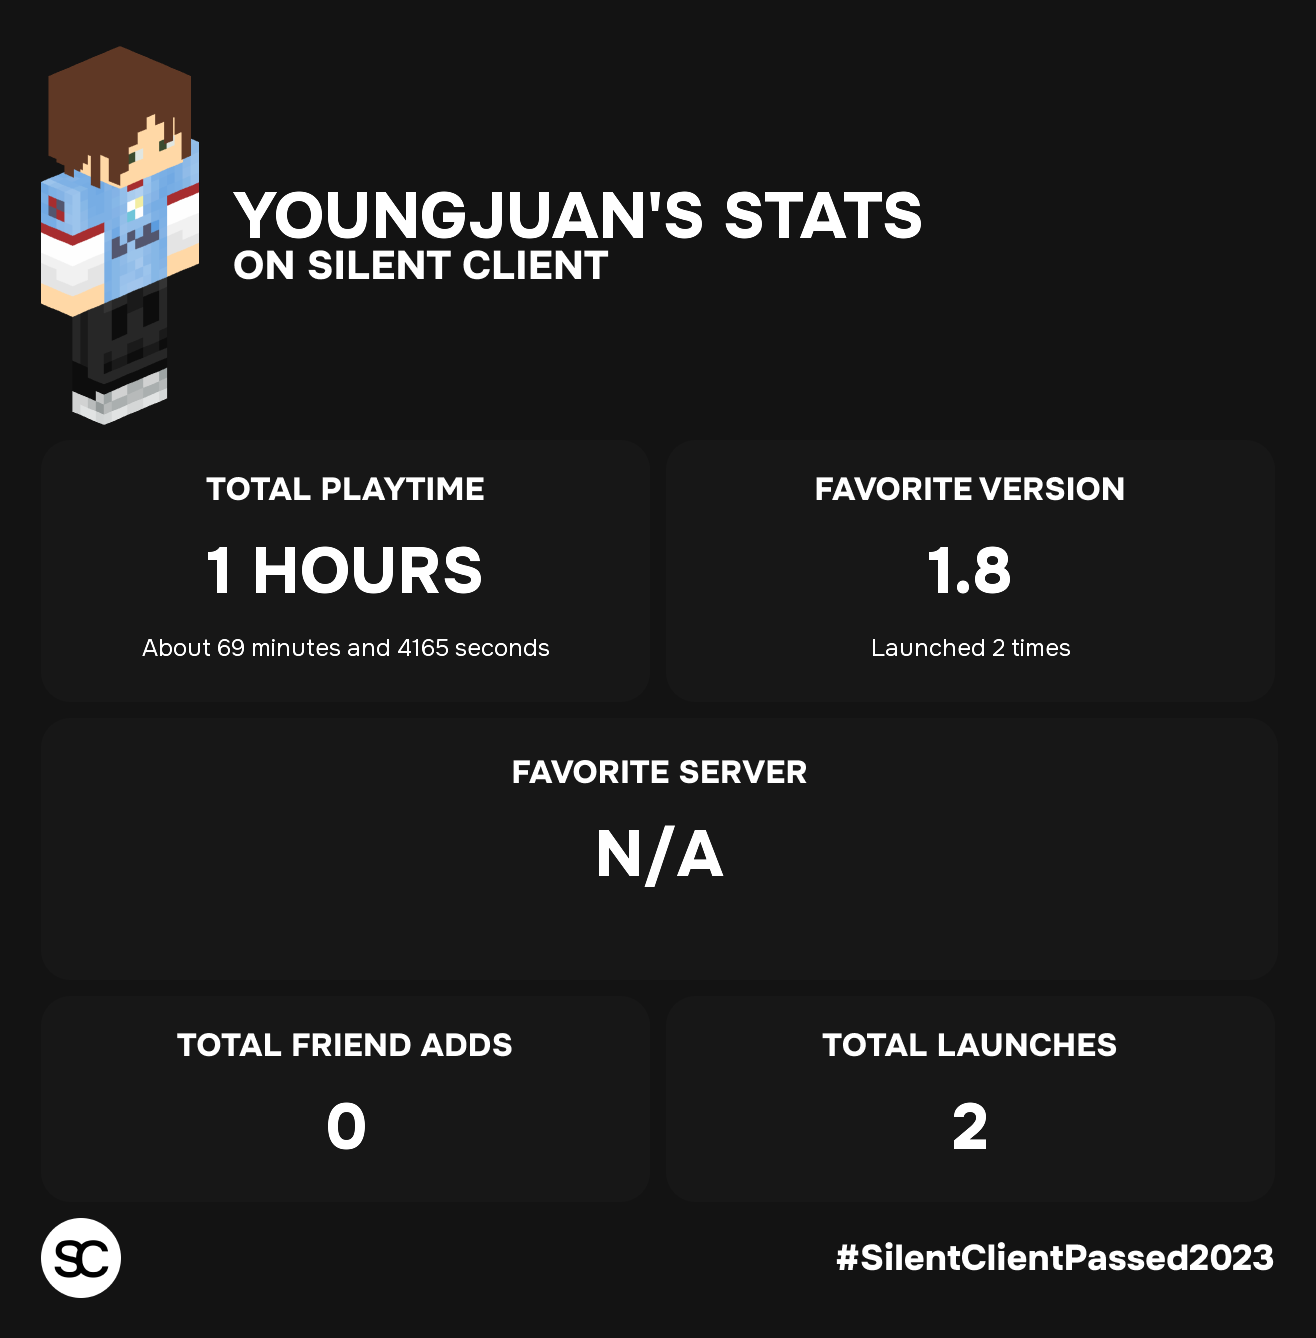 YOUNGJUAN'S STATS
ON SILENT CLIENT
TOTAL PLAYTIME
1 HOURS
About 69 minutes and 4165 seconds
FAVORITE VERSION
1.8
Launched 2 times
FAVORITE SERVER
N/A
TOTAL FRIEND ADDS
0
TOTAL LAUNCHES
2
SC
#SilentClientPassed2023